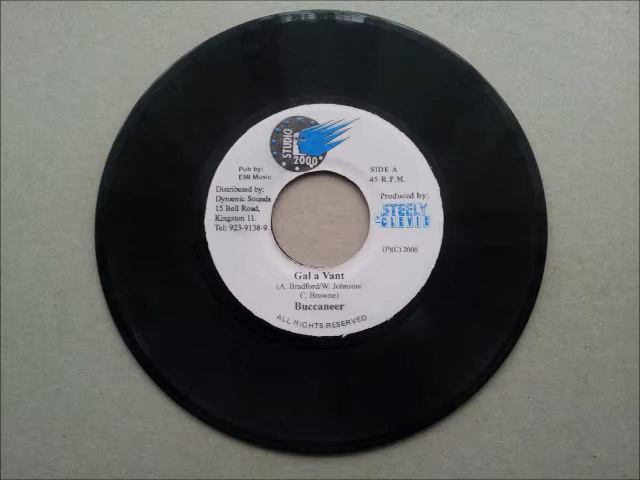 STUDIO
2000
Pub by:
EMI Music
SIDE A
45 R.P.M.
Distributed by:
Dynamic Sounds
15 Bell Road,
Kingston 11.
Tel: 923-9138-9
Produced by:
STEELY
& CLEVIE
(P)(C) 2000
Gal a Vant
(A. Bradford/W. Johnson/
C. Browne)
Buccaneer
ALL RIGHTS RESERVED